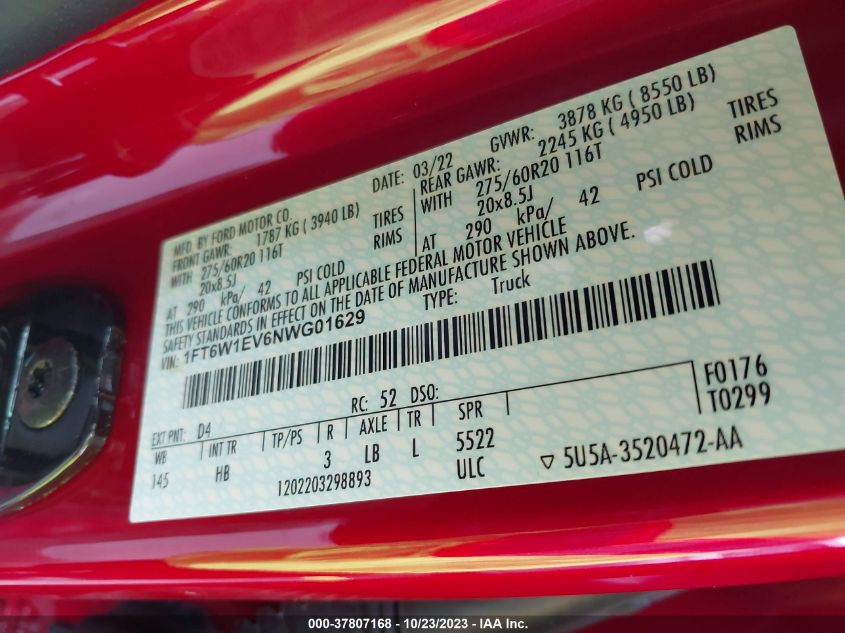 MFD. BY FORD MOTOR CO.
DATE: 03/22 GVWR: 3878 KG ( 8550 LB)
FRONT GAWR: 1787 KG ( 3940 LB)
REAR GAWR: 2245 KG ( 4950 LB)
WITH 275/60R20 116T TIRES
WITH 275/60R20 116T TIRES
20x8.5J RIMS
20x8.5J RIMS
AT 290 kPa/ 42 PSI COLD
AT 290 kPa/ 42 PSI COLD
THIS VEHICLE CONFORMS TO ALL APPLICABLE FEDERAL MOTOR VEHICLE
SAFETY STANDARDS IN EFFECT ON THE DATE OF MANUFACTURE SHOWN ABOVE.
VIN: 1FT6W1EV6NWG01629 TYPE: Truck
EXT PNT: D4 RC: 52 DSO: F0176
WB INT TR TP/PS R AXLE TR SPR T0299
145 HB 3 LB L 5522
1202203298893 ULC ▽ 5U5A-3520472-AA
000-37807168 - 10/23/2023 - IAA Inc.